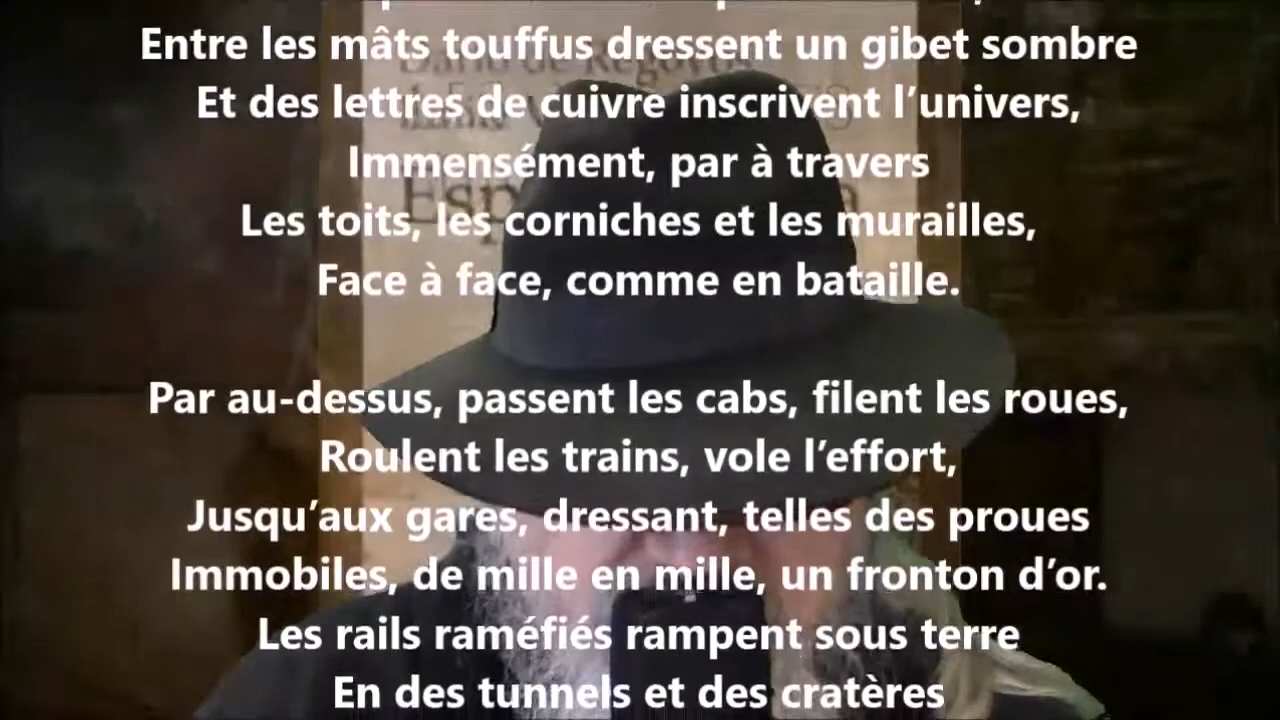 Entre les mâts touffus dressent un gibet sombre
Et des lettres de cuivre inscrivent l’univers,
Immensément, par à travers
Les toits, les corniches et les murailles,
Face à face, comme en bataille.
Par au-dessus, passent les cabs, filent les roues,
Roulent les trains, vole l’effort,
Jusqu’aux gares, dressant, telles des proues
Immobiles, de mille en mille, un fronton d’or.
Les rails raméfiés rampent sous terre
En des tunnels et des cratères